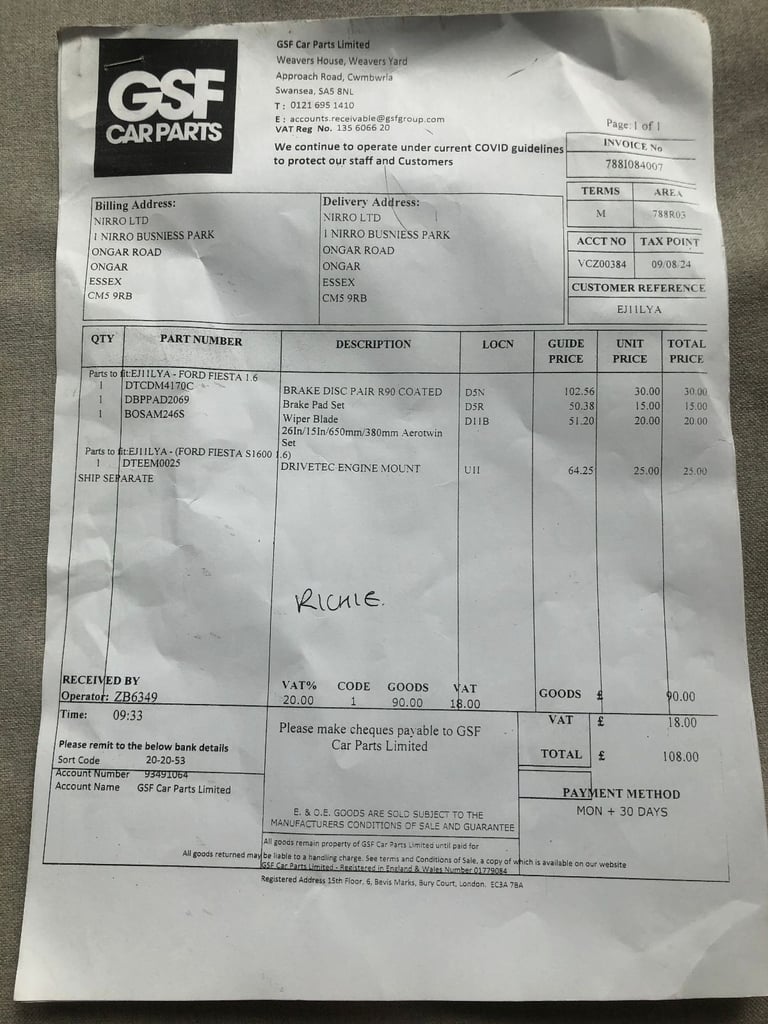 GSF
CAR PARTS
GSF Car Parts Limited
Weavers House, Weavers Yard
Approach Road, Cwmbwrla
Swansea, SA5 8NL
T: 0121 695 1410
E: accounts.receivable@gsfgroup.com
VAT Reg No. 135 6066 20
We continue to operate under current COVID guidelines
to protect our staff and Customers
Page: 1 of 1
INVOICE No
7881084007
TERMS AREA
M 788R03
ACCT NO TAX POINT
VCZ00384 09/08/24
CUSTOMER REFERENCE
EJ11LYA
Billing Address:
NIRRO LTD
1 NIRRO BUSNIESS PARK
ONGAR ROAD
ONGAR
ESSEX
CM5 9RB
Delivery Address:
NIRRO LTD
1 NIRRO BUSNIESS PARK
ONGAR ROAD
ONGAR
ESSEX
CM5 9RB
QTY PART NUMBER DESCRIPTION LOCN GUIDE PRICE UNIT PRICE TOTAL PRICE
Parts to fit:EJ11LYA - FORD FIESTA 1.6
1 DTCDM4170C BRAKE DISC PAIR R90 COATED D5N 102.56 30.00 30.00
1 DBPPAD2069 Brake Pad Set D5R 50.38 15.00 15.00
1 BOSAM246S Wiper Blade D11B 51.20 20.00 20.00
26In/15In/650mm/380mm Aerotwin
Set
Parts to fit:EJ11LYA - (FORD FIESTA S1600 1.6)
1 DTEEM0025 DRIVETEC ENGINE MOUNT U11 64.25 25.00 25.00
SHIP SEPARATE
RICHIE.
RECEIVED BY
Operator: ZB6349
Time: 09:33
VAT% CODE GOODS VAT
20.00 1 90.00 18.00
GOODS £ 90.00
VAT £ 18.00
TOTAL £ 108.00
Please remit to the below bank details
Sort Code 20-20-53
Account Number 93491064
Account Name GSF Car Parts Limited
Please make cheques payable to GSF
Car Parts Limited
E. & O.E. GOODS ARE SOLD SUBJECT TO THE
MANUFACTURERS CONDITIONS OF SALE AND GUARANTEE
PAYMENT METHOD
MON + 30 DAYS
All goods remain property of GSF Car Parts Limited until paid for
All goods returned may be liable to a handling charge. See terms and Conditions of Sale, a copy of which is available on our website
GSF Car Parts Limited - Registered in England & Wales Number 01779084
Registered Address 15th Floor, 6, Bevis Marks, Bury Court, London. EC3A 7BA